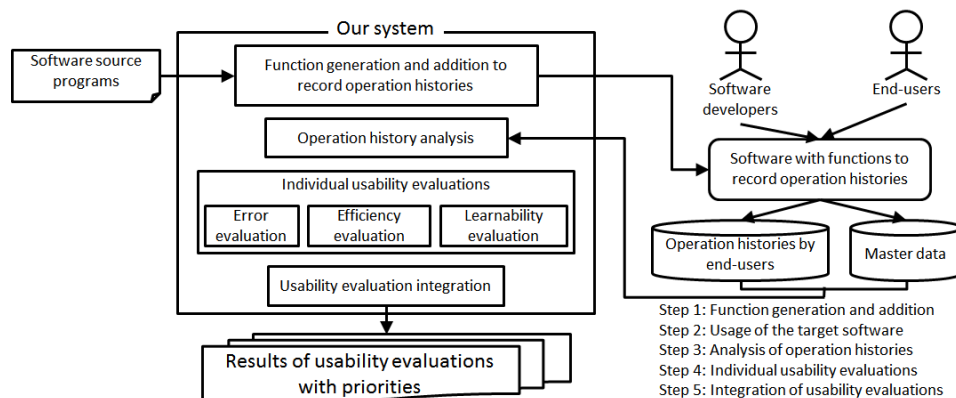 Our system
Software source
programs
Function generation and addition to
record operation histories
Operation history analysis
Individual usability evaluations
Error
evaluation
Efficiency
evaluation
Learnability
evaluation
Usability evaluation integration
Results of usability evaluations
with priorities
Software
developers
End-users
Software with functions to
record operation histories
Operation histories by
end-users
Master data
Step 1: Function generation and addition
Step 2: Usage of the target software
Step 3: Analysis of operation histories
Step 4: Individual usability evaluations
Step 5: Integration of usability evaluations